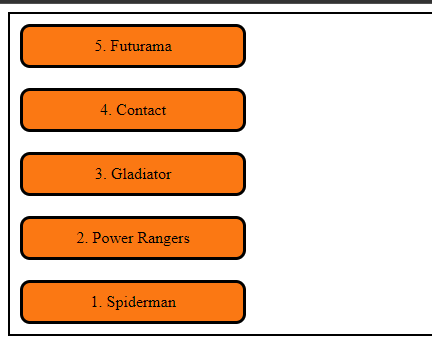 5. Futurama
4. Contact
3. Gladiator
2. Power Rangers
1. Spiderman